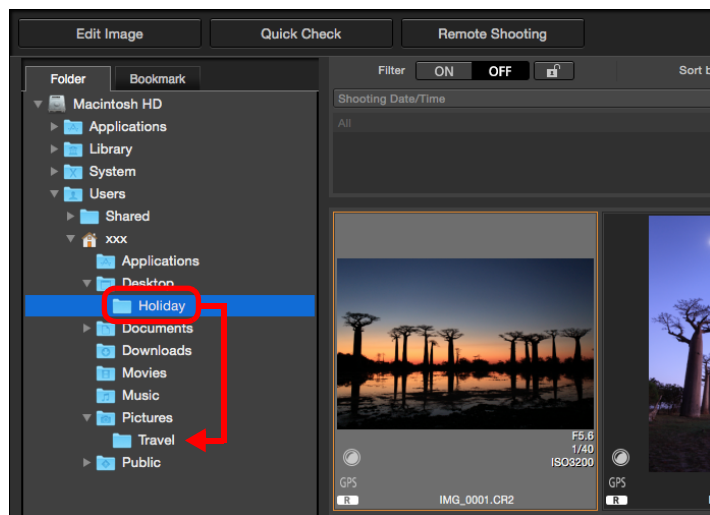 Edit Image
Quick Check
Remote Shooting
Folder
Bookmark
Filter
ON
OFF
Sort b
Macintosh HD
Applications
Library
System
Users
Shared
xxx
Applications
Desktop
Holiday
Documents
Downloads
Movies
Music
Pictures
Travel
Public
Shooting Date/Time
All
F5.6
1/40
ISO3200
GPS
R
IMG_0001.CR2
GPS
R